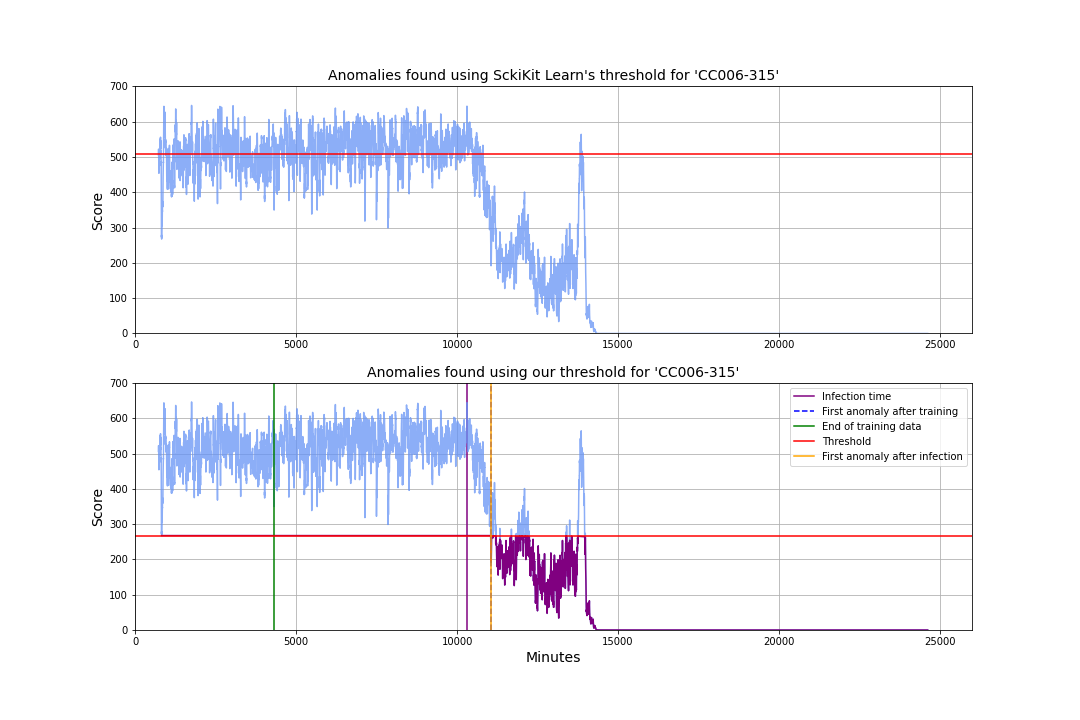 Anomalies found using SckiKit Learn's threshold for 'CC006-315'
700
600
500
400
300
200
100
0
Score
0 5000 10000 15000 20000 25000
Anomalies found using our threshold for 'CC006-315'
700
600
500
400
300
200
100
0
Score
Infection time
First anomaly after training
End of training data
Threshold
First anomaly after infection
0 5000 10000 15000 20000 25000
Minutes